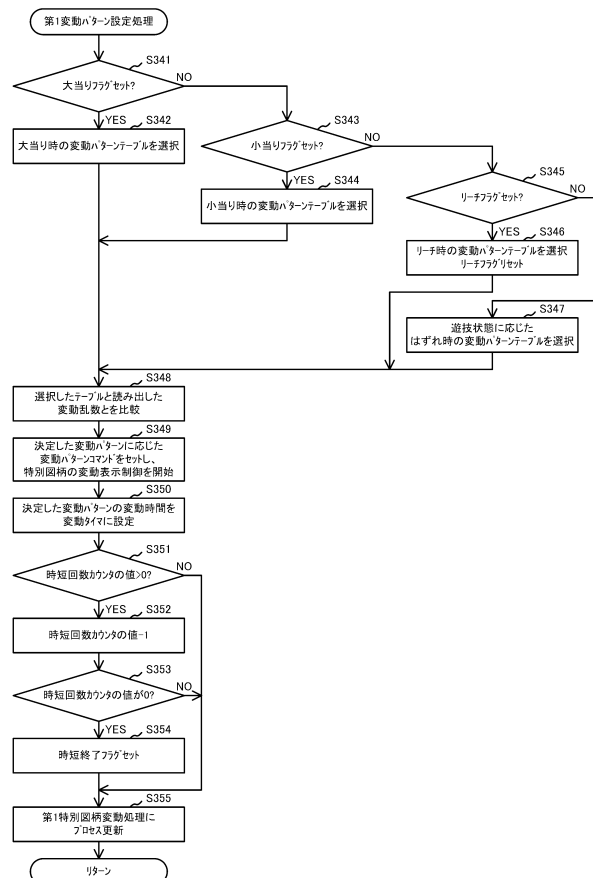 第1変動パターン設定処理
S341
大当りフラグセット?
NO
YES
S342
大当り時の変動パターンテーブルを選択
S343
小当りフラグセット?
NO
YES
S344
小当り時の変動パターンテーブルを選択
S345
リーチフラグセット?
NO
YES
S346
リーチ時の変動パターンテーブルを選択
リーチフラグリセット
S347
遊技状態に応じた
はずれ時の変動パターンテーブルを選択
S348
選択したテーブルと読み出した
変動乱数とを比較
S349
決定した変動パターンに応じた
変動パターンコマンドをセットし、
特別図柄の変動表示制御を開始
S350
決定した変動パターンの変動時間を
変動タイマに設定
S351
時短回数カウンタの値>0?
NO
YES
S352
時短回数カウンタの値-1
S353
時短回数カウンタの値が0?
NO
YES
S354
時短終了フラグセット
S355
第1特別図柄変動処理に
プロセス更新
リターン